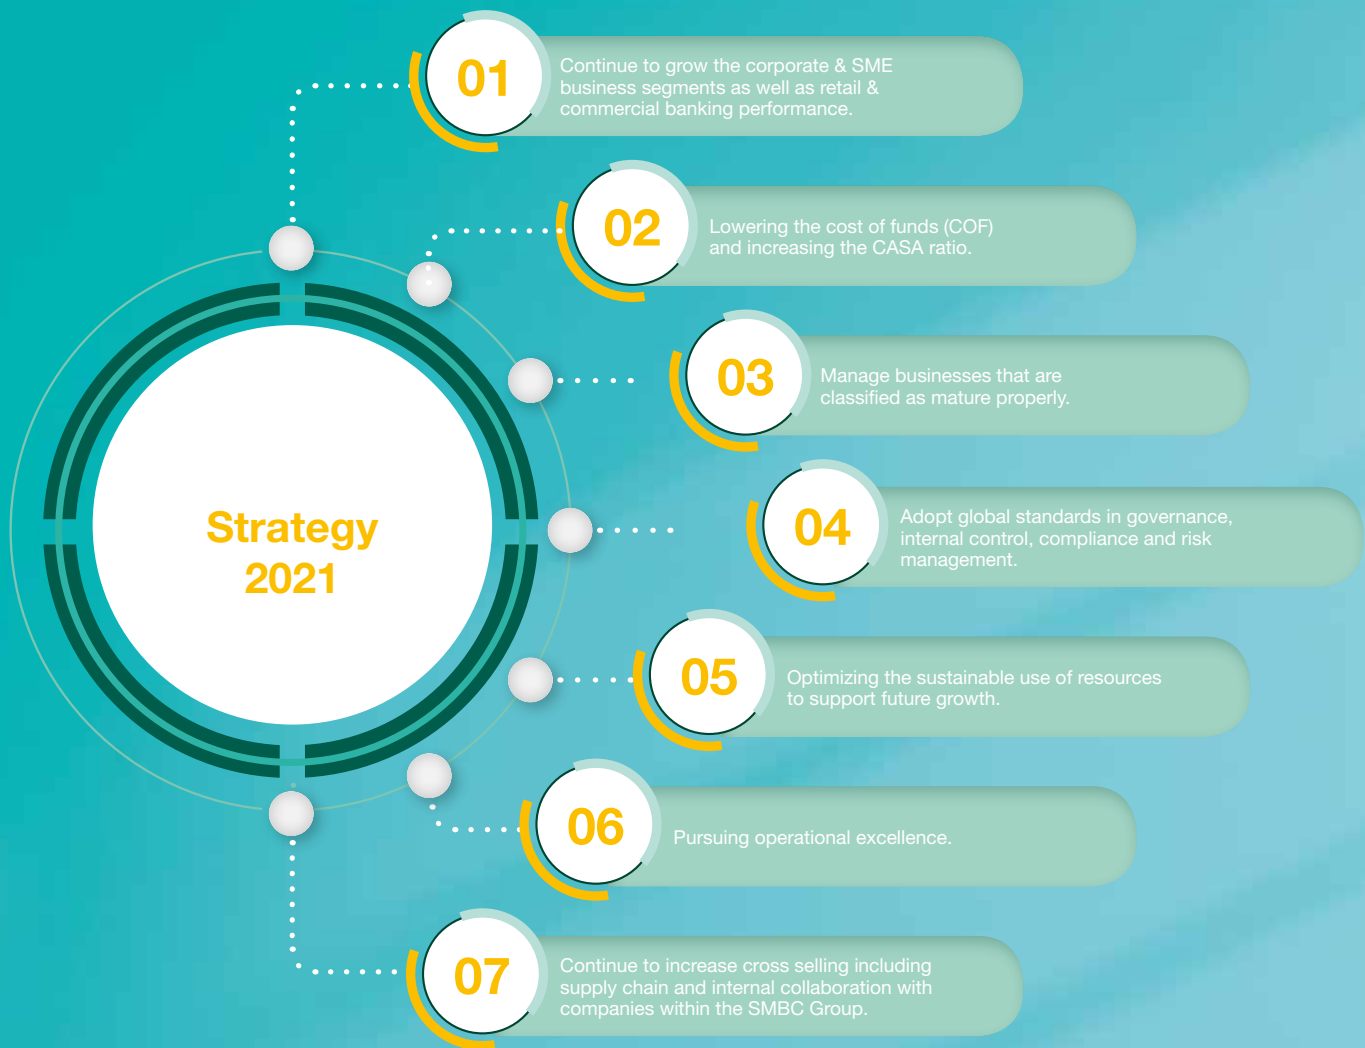 01
Continue to grow the corporate & SME
business segments as well as retail &
commercial banking performance.
02
Lowering the cost of funds (COF)
and increasing the CASA ratio.
03
Manage businesses that are
classified as mature properly.
Strategy
2021
04
Adopt global standards in governance,
internal control, compliance and risk
management.
05
Optimizing the sustainable use of resources
to support future growth.
06
Pursuing operational excellence.
07
Continue to increase cross selling including
supply chain and internal collaboration with
companies within the SMBC Group.